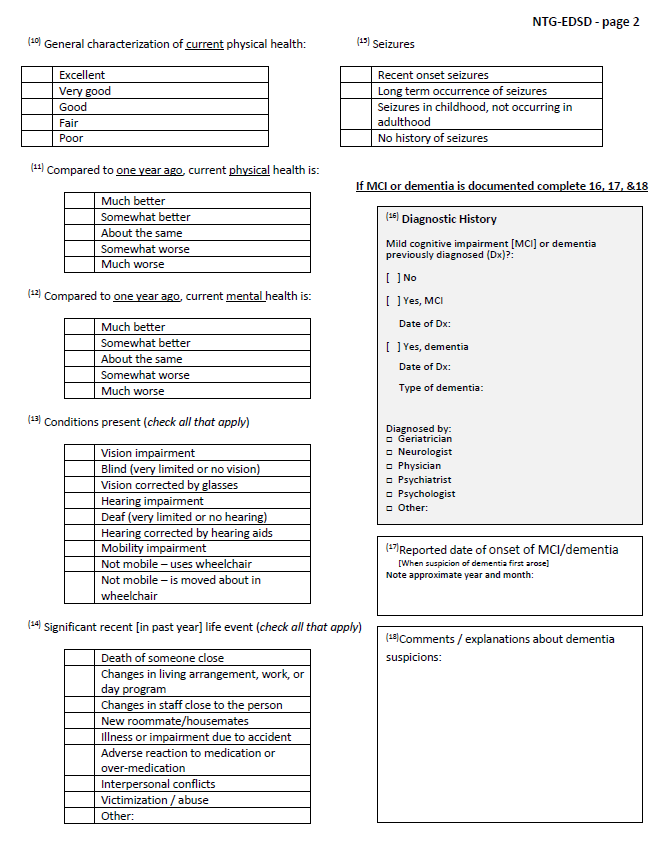 NTG-EDSD - page 2
(10) General characterization of current physical health:
Excellent
Very good
Good
Fair
Poor
(11) Compared to one year ago, current physical health is:
Much better
Somewhat better
About the same
Somewhat worse
Much worse
(12) Compared to one year ago, current mental health is:
Much better
Somewhat better
About the same
Somewhat worse
Much worse
(13) Conditions present (check all that apply)
Vision impairment
Blind (very limited or no vision)
Vision corrected by glasses
Hearing impairment
Deaf (very limited or no hearing)
Hearing corrected by hearing aids
Mobility impairment
Not mobile – uses wheelchair
Not mobile – is moved about in
wheelchair
(14) Significant recent [in past year] life event (check all that apply)
Death of someone close
Changes in living arrangement, work, or
day program
Changes in staff close to the person
New roommate/housemates
Illness or impairment due to accident
Adverse reaction to medication or
over-medication
Interpersonal conflicts
Victimization / abuse
Other:
(15) Seizures
Recent onset seizures
Long term occurrence of seizures
Seizures in childhood, not occurring in
adulthood
No history of seizures
If MCI or dementia is documented complete 16, 17, &18
(16) Diagnostic History
Mild cognitive impairment [MCI] or dementia
previously diagnosed (Dx)?:
[ ] No
[ ] Yes, MCI
Date of Dx:
[ ] Yes, dementia
Date of Dx:
Type of dementia:
Diagnosed by:
□ Geriatrician
□ Neurologist
□ Physician
□ Psychiatrist
□ Psychologist
□ Other:
(17)Reported date of onset of MCI/dementia
[When suspicion of dementia first arose]
Note approximate year and month:
(18)Comments / explanations about dementia
suspicions: